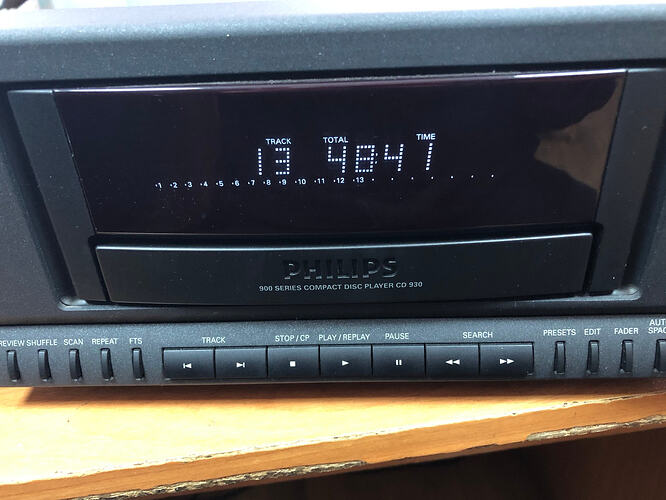 TRACK TOTAL TIME
13 4847
1 2 3 4 5 6 7 8 9 10 11 12 13
PHILIPS
900 SERIES COMPACT DISC PLAYER CD 930
REVIEW SHUFFLE SCAN REPEAT FTS TRACK STOP / CP PLAY / REPLAY PAUSE SEARCH PRESETS EDIT FADER